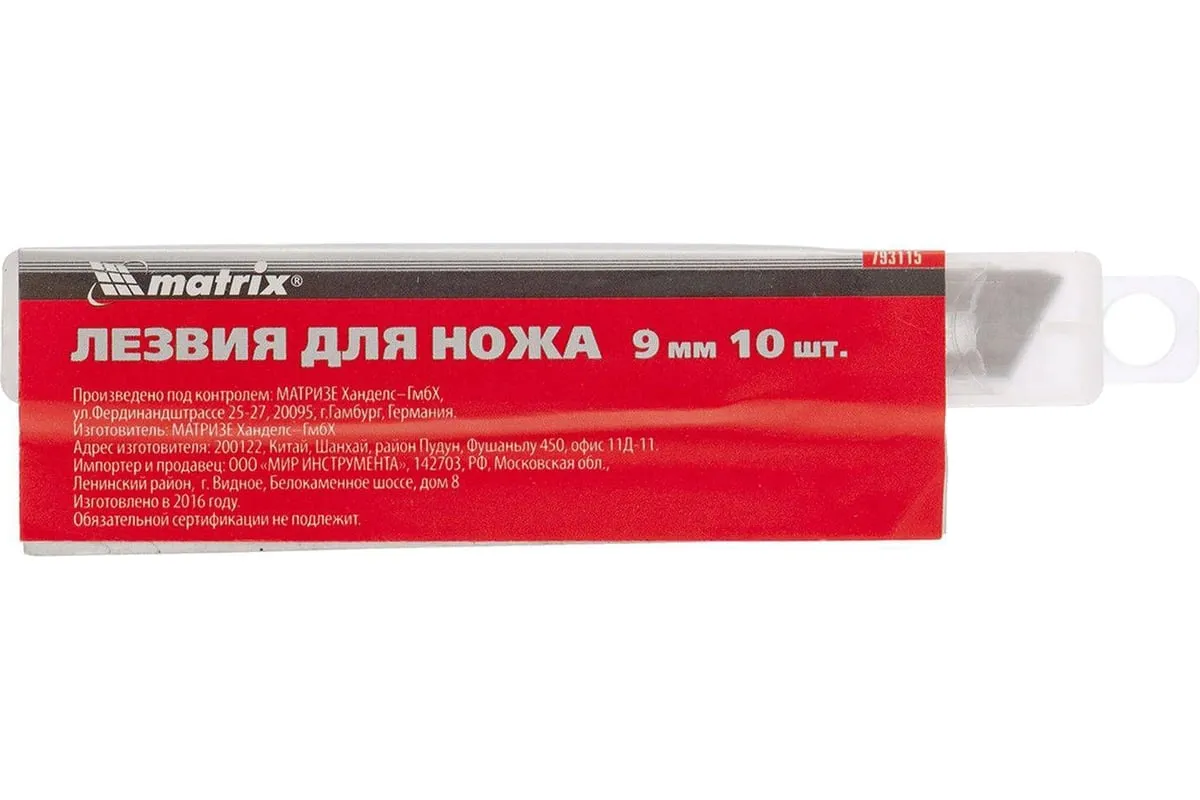 793115
matrix®
ЛЕЗВИЯ ДЛЯ НОЖА 9 мм 10 шт.
Произведено под контролем: МАТРИЗЕ Ханделс–ГмбХ,
ул.Фердинандштрассе 25-27, 20095, г.Гамбург, Германия.
Изготовитель: МАТРИЗЕ Ханделс–ГмбХ
Адрес изготовителя: 200122, Китай, Шанхай, район Пудун, Фушаньлу 450, офис 11Д-11.
Импортер и продавец: ООО «МИР ИНСТРУМЕНТА», 142703, РФ, Московская обл.,
Ленинский район, г. Видное, Белокаменное шоссе, дом 8
Изготовлено в 2016 году.
Обязательной сертификации не подлежит.